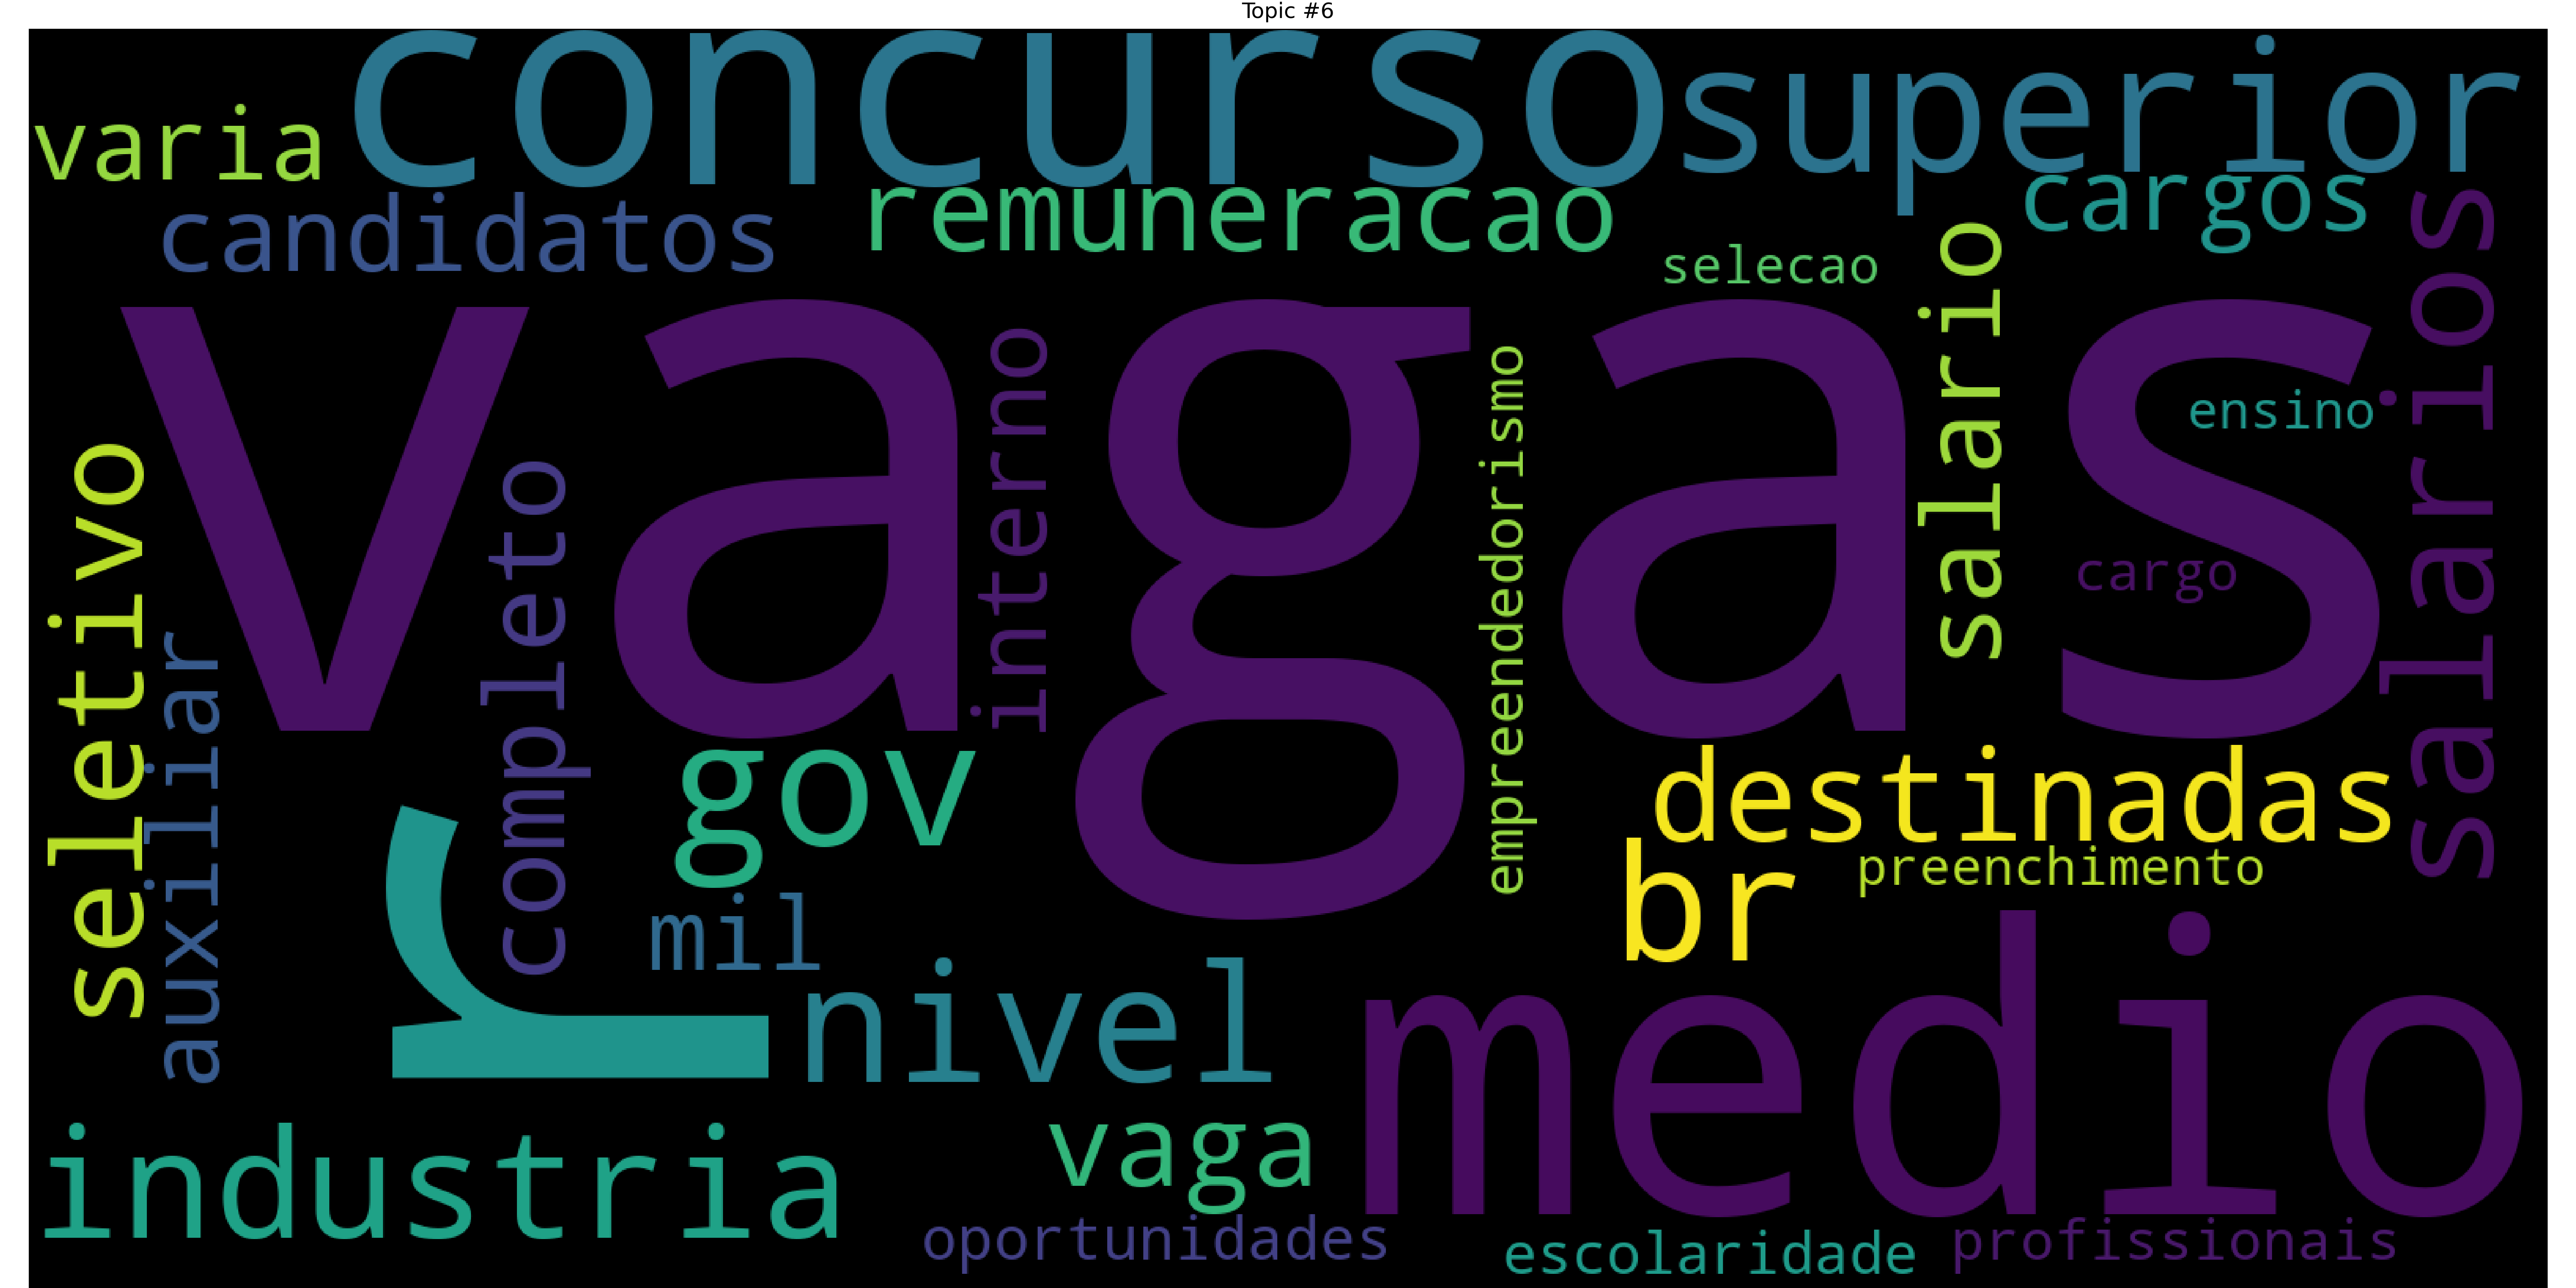 Topic #6
concurso
superior
varia
candidatos
remuneracao
cargos
selecao
salario
salarios
vagas
interno
empreendedorismo
ensino
cargo
seletivo
auxiliar
completo
r
gov
mil
destinadas
br
preenchimento
nivel
medio
industria
vaga
oportunidades
escolaridade
profissionais